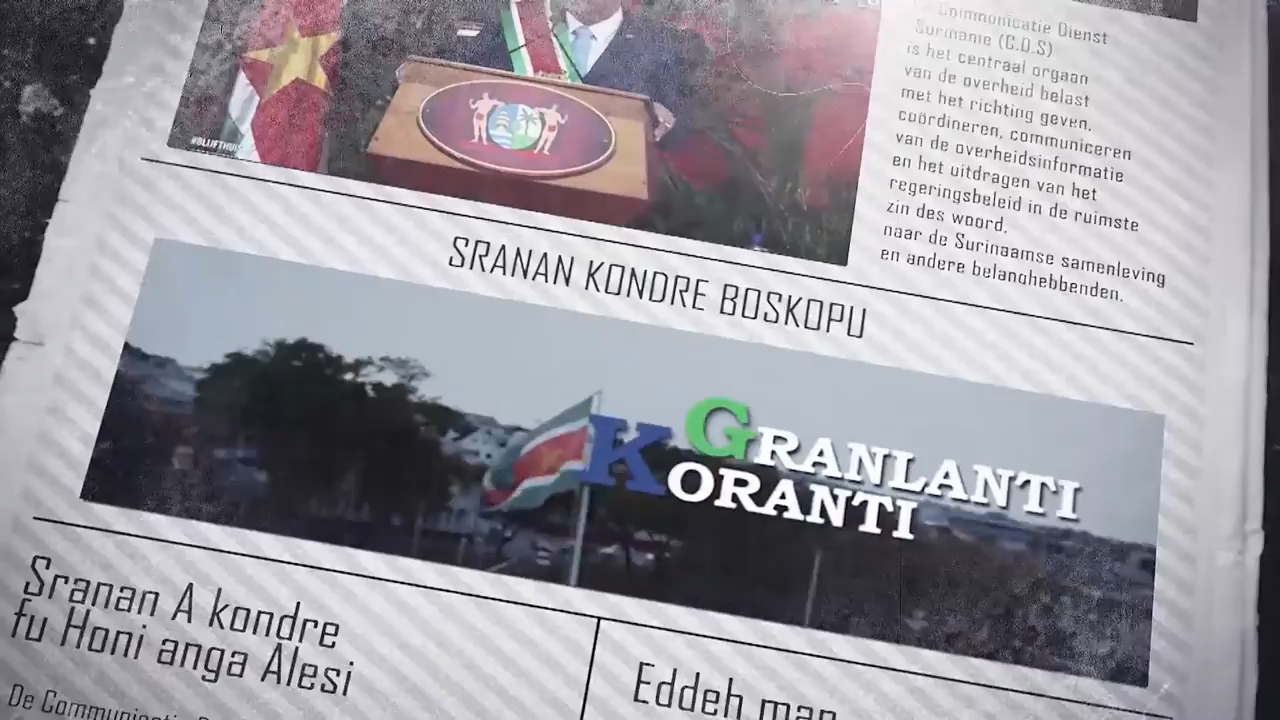 Communicatie Dienst
Suriname (C.D.S)
is het centraal orgaan
van de overheid belast
met het richting geven,
coördineren, communiceren
van de overheidsinformatie
en het uitdragen van het
regeringsbeleid in de ruimste
zin des woord,
naar de Surinaamse samenleving
en andere belanghebbenden.
SRANAN KONDRE BOSKOPU
GRANLANTI
KORANTI
Sranan A kondre
fu Honi anga Alesi
De
Eddeh man